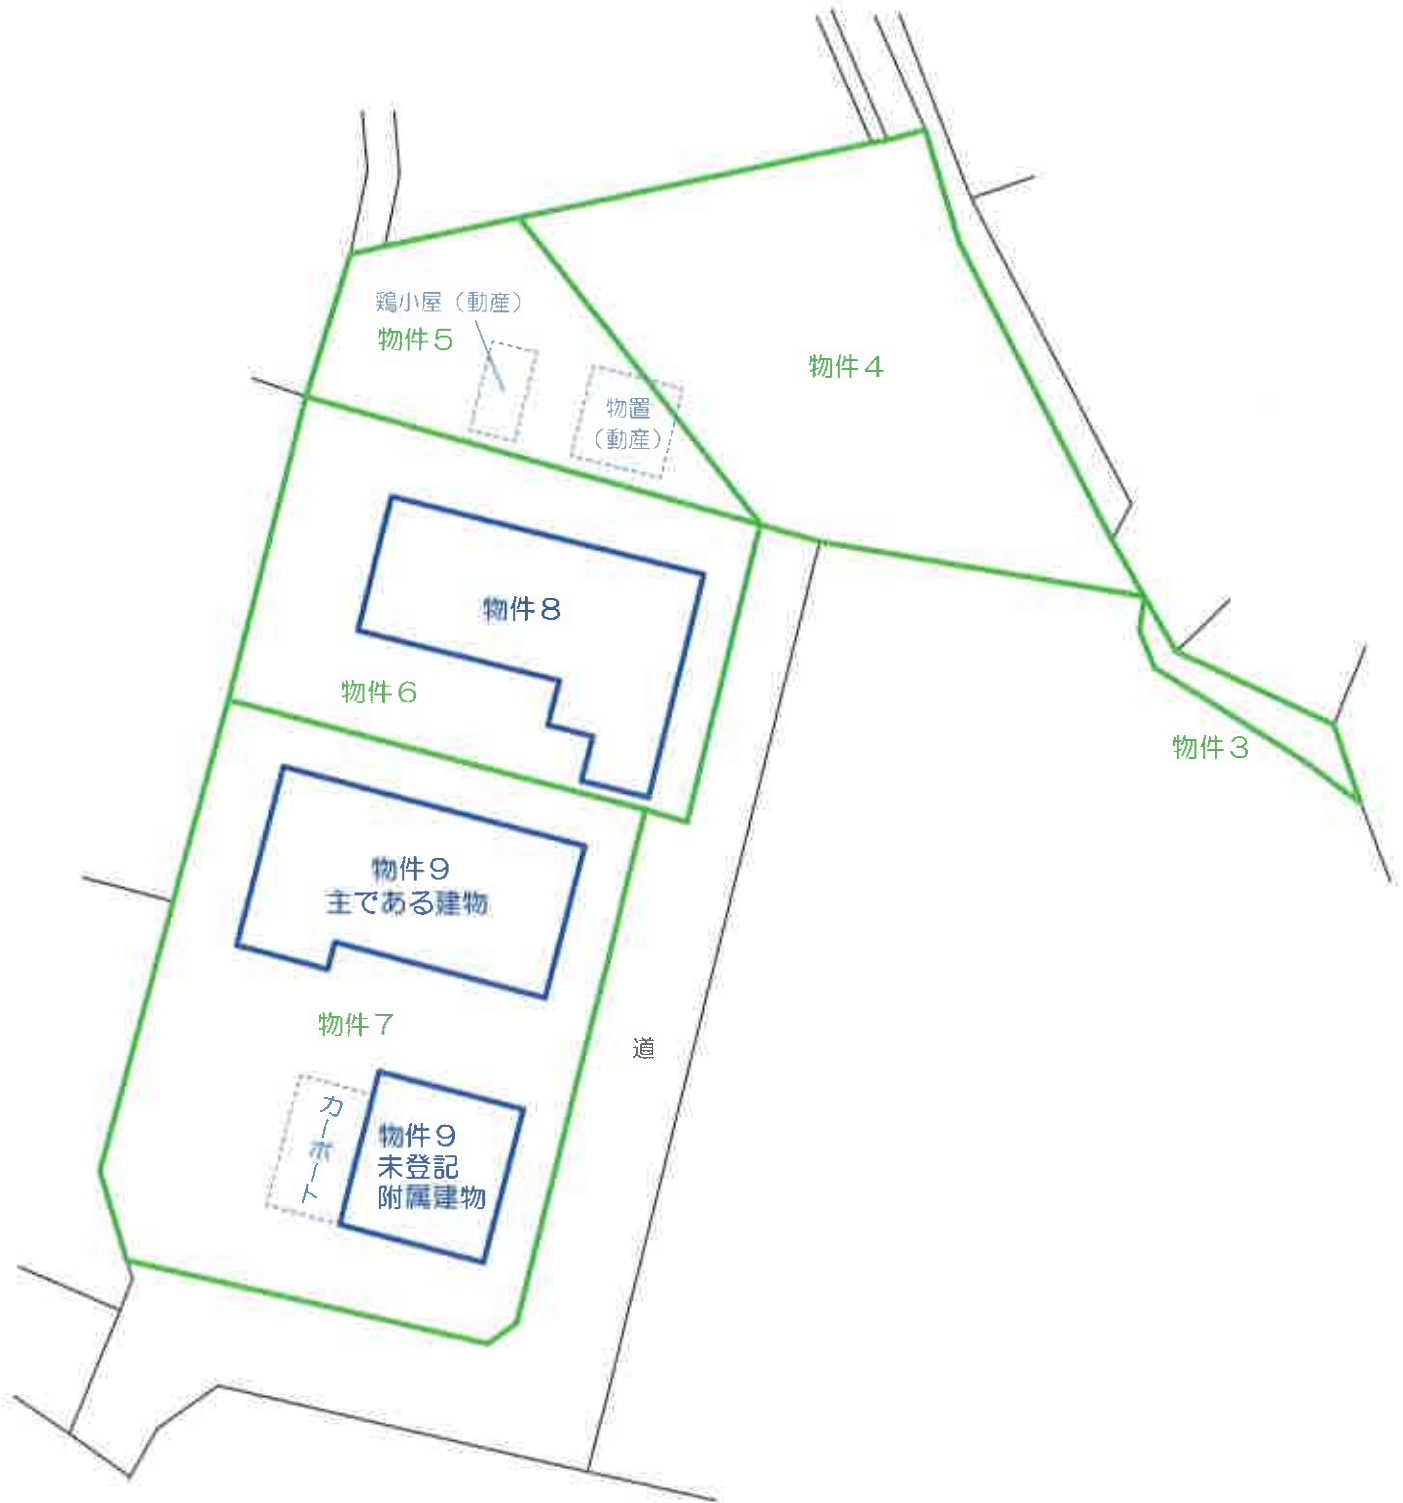 鶏小屋（動産）
物件５
物件４
物置
（動産）
物件８
物件６
物件３
物件９
主である建物
物件７
道
カーポート
物件９
未登記
附属建物